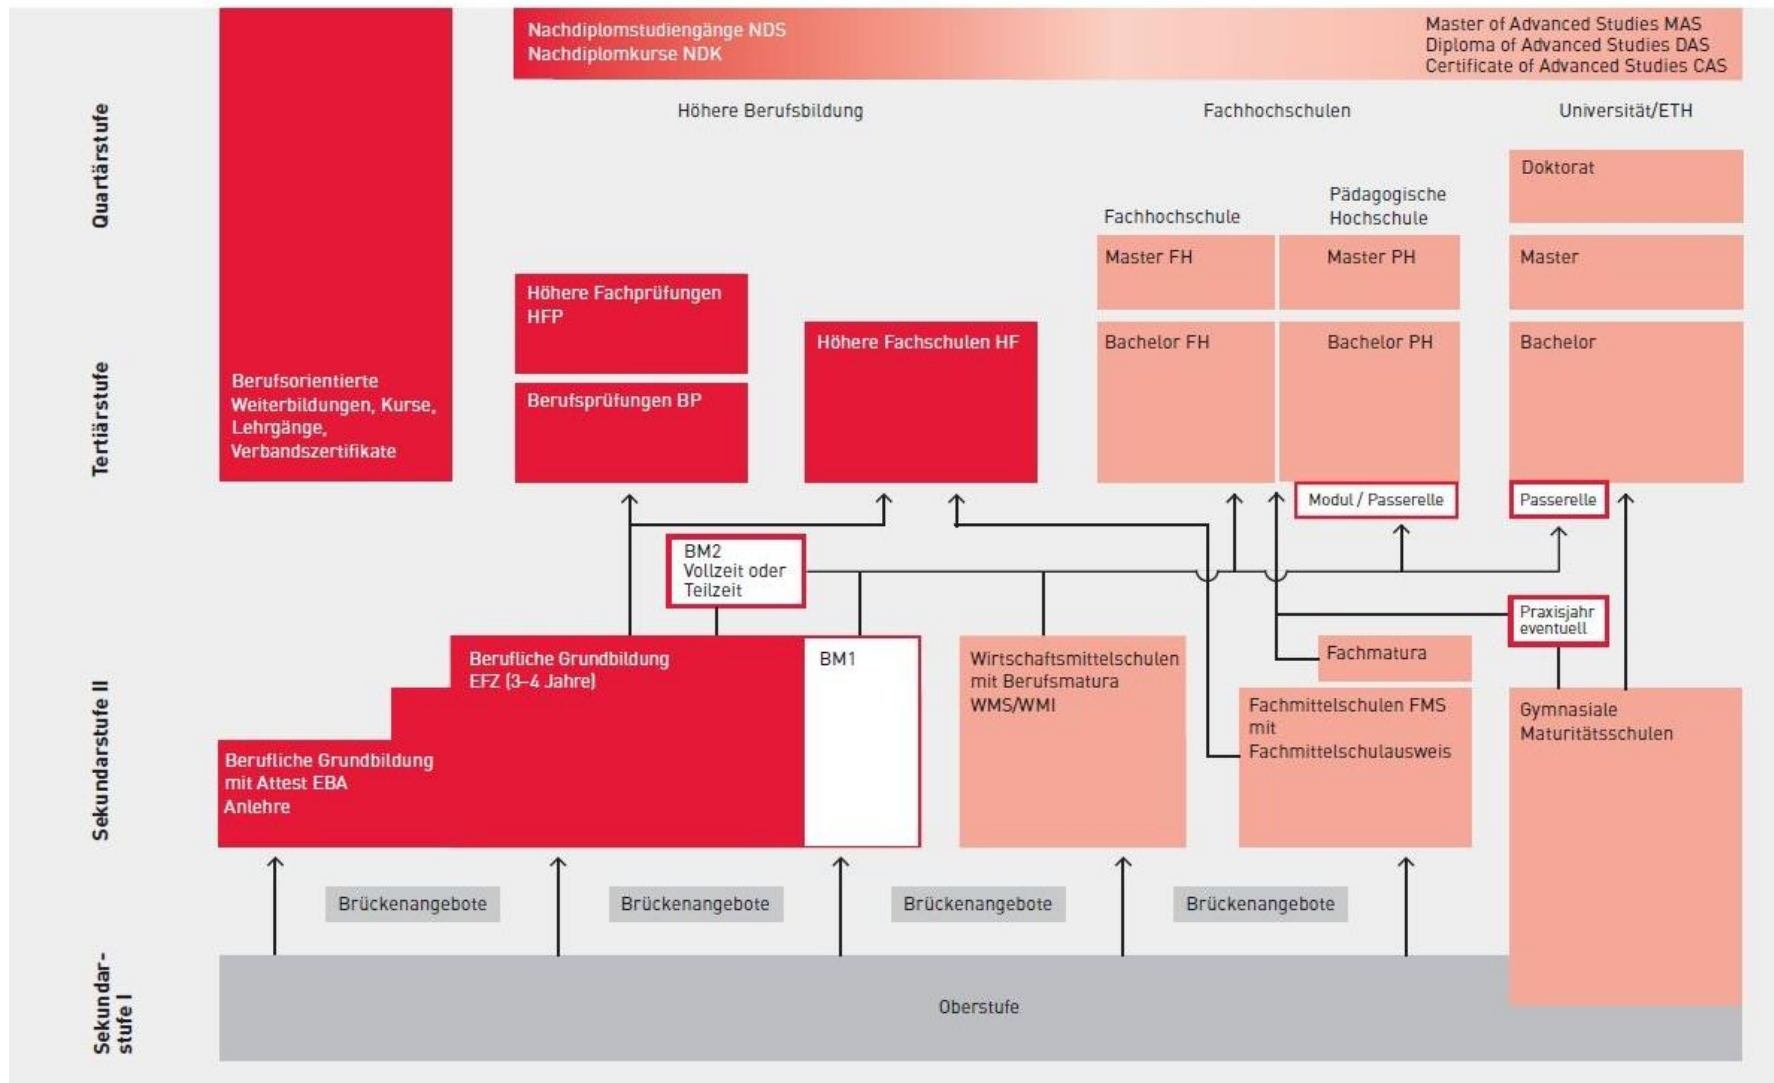 Nachdiplomstudiengänge NDS
Nachdiplomkurse NDK
Master of Advanced Studies MAS
Diploma of Advanced Studies DAS
Certificate of Advanced Studies CAS
Quartärstufe
Höhere Berufsbildung
Fachhochschulen
Universität/ETH
Doktorat
Fachhochschule
Pädagogische
Hochschule
Master FH
Master PH
Master
Höhere Fachprüfungen
HFP
Höhere Fachschulen HF
Bachelor FH
Bachelor PH
Bachelor
Tertiärstufe
Berufsorientierte
Weiterbildungen, Kurse,
Lehrgänge,
Verbandszertifikate
Berufsprüfungen BP
Modul / Passerelle
Passerelle
BM2
Vollzeit oder
Teilzeit
Praxisjahr
eventuell
Sekundarstufe II
Berufliche Grundbildung
EFZ (3–4 Jahre)
BM1
Wirtschaftsmittelschulen
mit Berufsmatura
WMS/WMI
Fachmatura
Fachmittelschulen FMS
mit
Fachmittelschulausweis
Gymnasiale
Maturitätsschulen
Berufliche Grundbildung
mit Attest EBA
Anlehre
Brückenangebote
Brückenangebote
Brückenangebote
Brückenangebote
Sekundar-
stufe I
Oberstufe